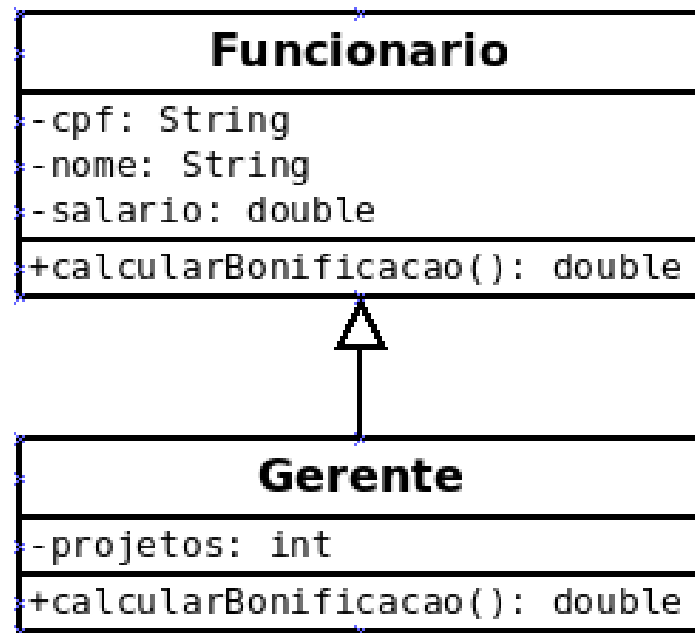 Funcionario
-cpf: String
-nome: String
-salario: double
+calcularBonificacao(): double
Gerente
-projetos: int
+calcularBonificacao(): double